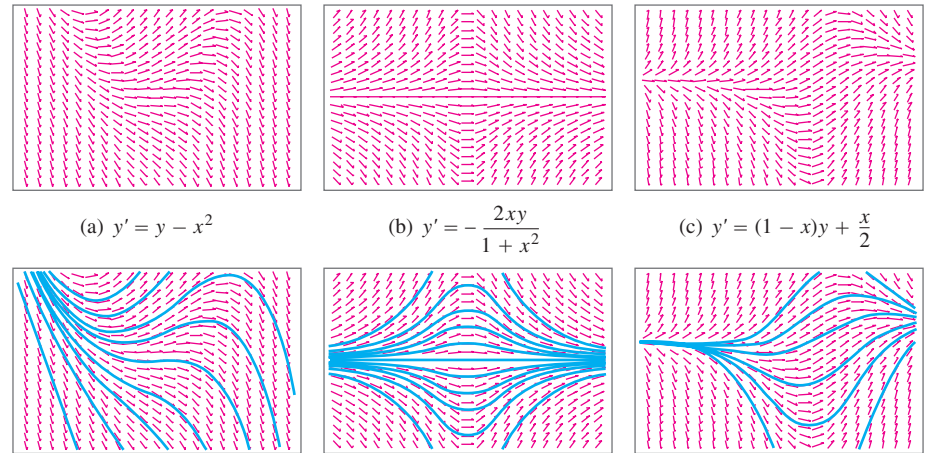 (a) y′ = y − x²
(b) y′ = − 2xy / (1 + x²)
(c) y′ = (1 − x)y + x/2